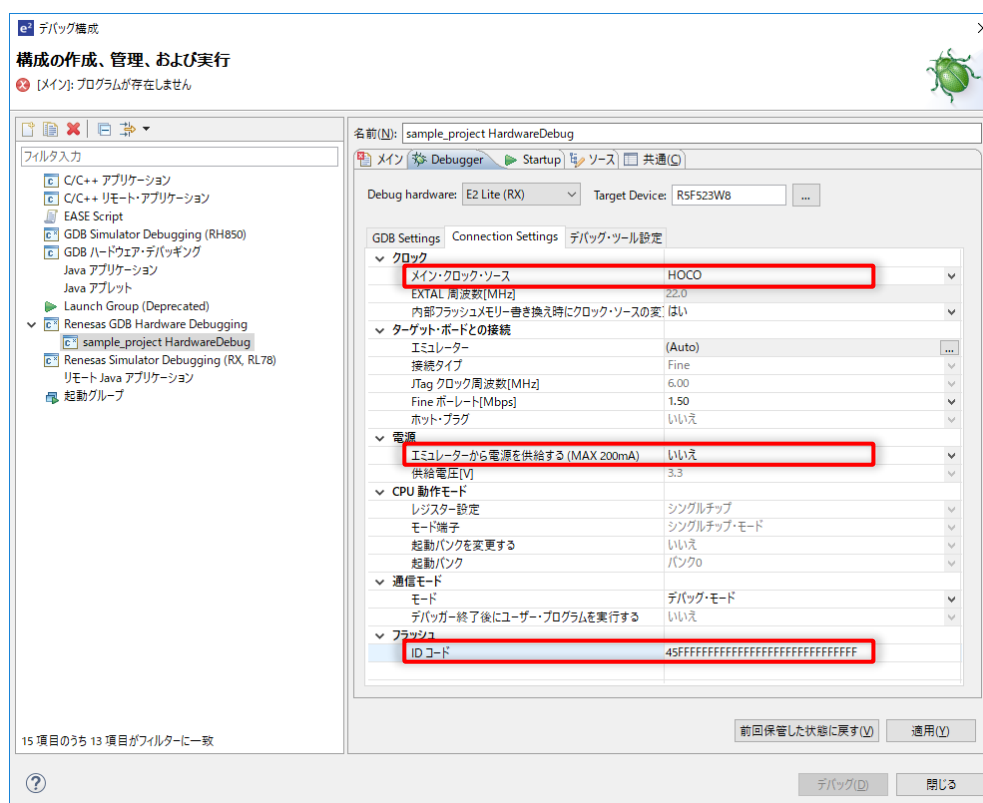 e² デバッグ構成
構成の作成、管理、および実行
[メイン]: プログラムが存在しません
フィルタ入力
C/C++ アプリケーション
C/C++ リモート・アプリケーション
EASE Script
GDB Simulator Debugging (RH850)
GDB ハードウェア・デバッギング
Java アプリケーション
Java アプレット
Launch Group (Deprecated)
Renesas GDB Hardware Debugging
sample_project HardwareDebug
Renesas Simulator Debugging (RX, RL78)
リモート Java アプリケーション
起動グループ
15 項目のうち 13 項目がフィルターに一致
名前(N): sample_project HardwareDebug
メイン Debugger Startup ソース 共通(C)
Debug hardware: E2 Lite (RX) Target Device: R5F523W8 ...
GDB Settings Connection Settings デバッグ・ツール設定
クロック
メイン・クロック・ソース HOCO
EXTAL 周波数[MHz] 22.0
内部フラッシュメモリー書き換え時にクロック・ソースの変 はい
ターゲット・ボードとの接続
エミュレーター (Auto) ...
接続タイプ Fine
JTag クロック周波数[MHz] 6.00
Fine ボーレート[Mbps] 1.50
ホット・プラグ いいえ
電源
エミュレーターから電源を供給する (MAX 200mA) いいえ
供給電圧[V] 3.3
CPU 動作モード
レジスター設定 シングルチップ
モード端子 シングルチップ・モード
起動バンクを変更する いいえ
起動バンク バンク0
通信モード
モード デバッグ・モード
デバッガー終了後にユーザー・プログラムを実行する いいえ
フラッシュ
ID コード 45FFFFFFFFFFFFFFFFFFFFFFFFFFFFFF
前回保管した状態に戻す(V) 適用(Y)
? デバッグ(D) 閉じる